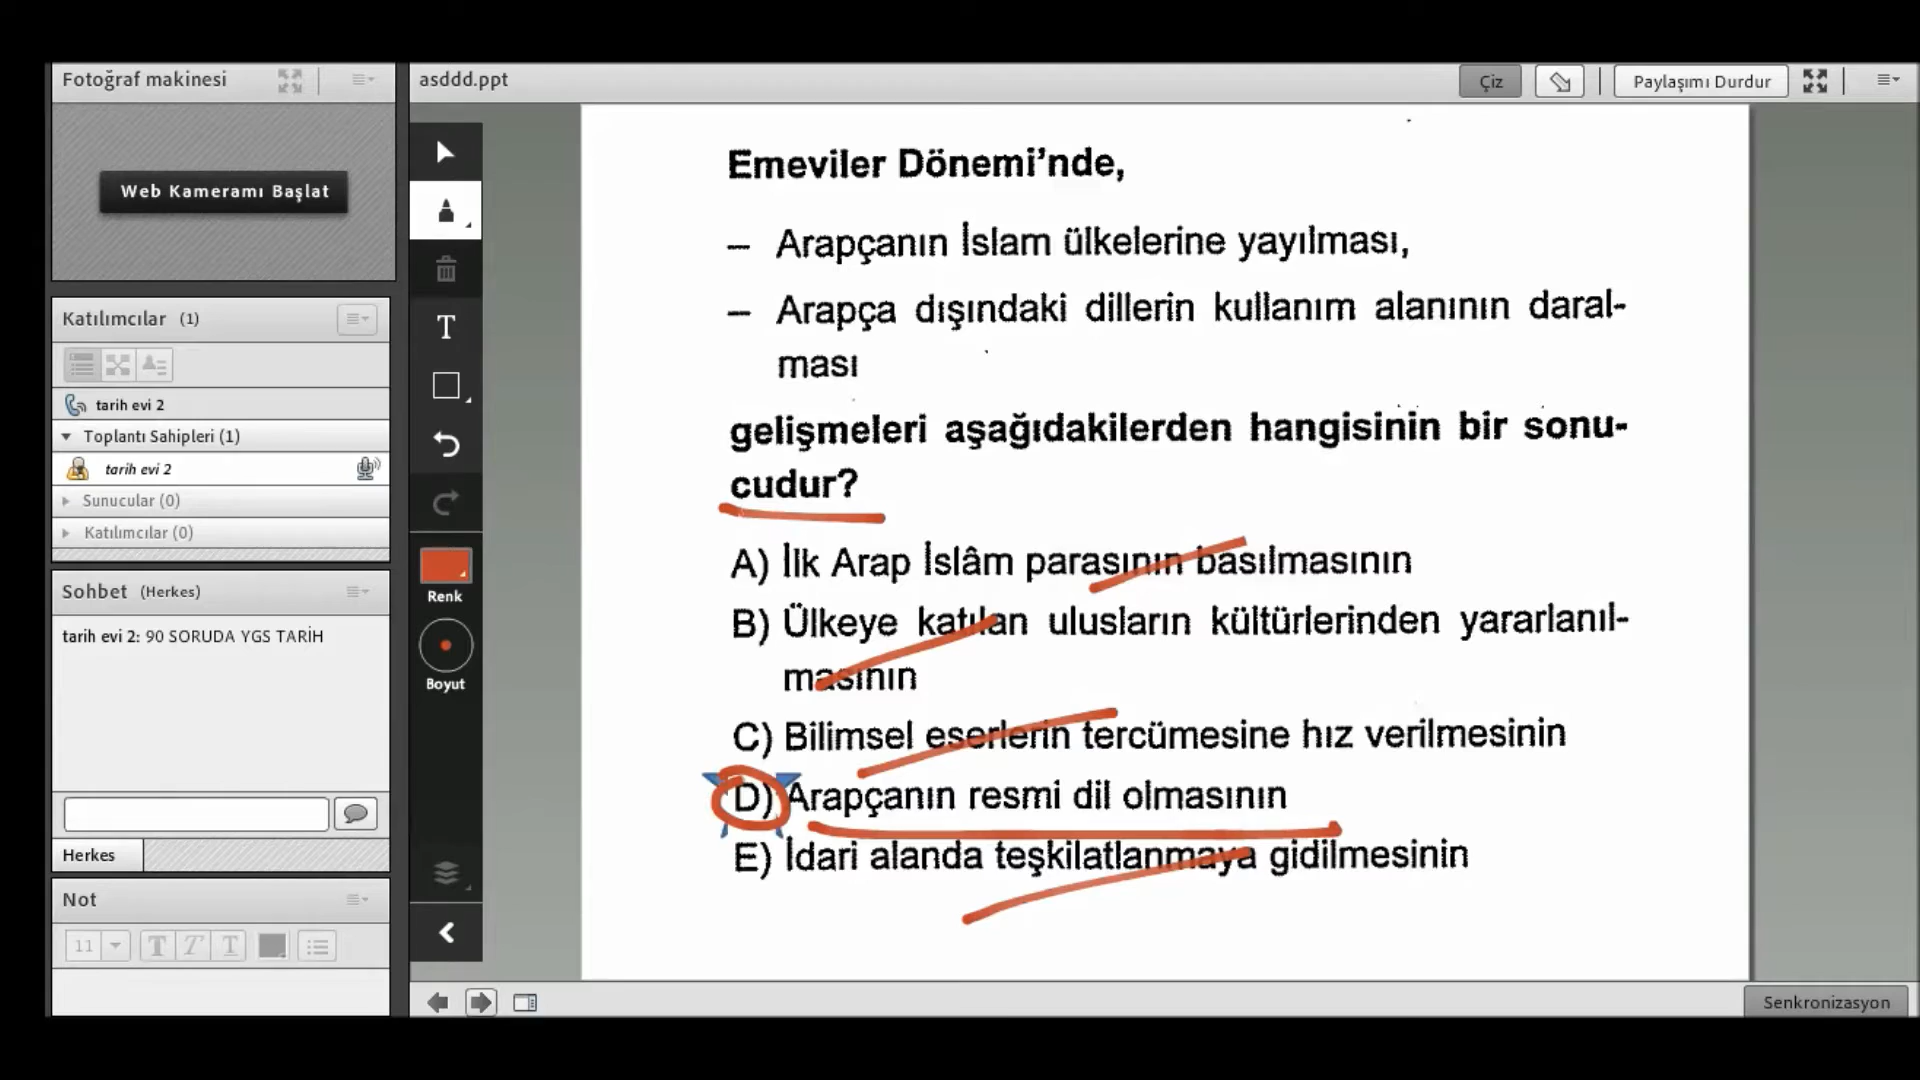 Fotoğraf makinesi
Web Kameramı Başlat
Katılımcılar (1)
tarih evi 2
Toplantı Sahipleri (1)
tarih evi 2
Sunucular (0)
Katılımcılar (0)
Sohbet (Herkes)
tarih evi 2: 90 SORUDA YGS TARİH
Herkes
Not
11
T T T
asddd.ppt
Çiz
Paylaşımı Durdur
T
Renk
Boyut
Emeviler Dönemi’nde,
– Arapçanın İslam ülkelerine yayılması,
– Arapça dışındaki dillerin kullanım alanının daral-
ması
gelişmeleri aşağıdakilerden hangisinin bir sonu-
cudur?
A) İlk Arap İslâm parasının basılmasının
B) Ülkeye katılan ulusların kültürlerinden yararlanıl-
masının
C) Bilimsel eserlerin tercümesine hız verilmesinin
D) Arapçanın resmi dil olmasının
E) İdari alanda teşkilatlanmaya gidilmesinin
Senkronizasyon